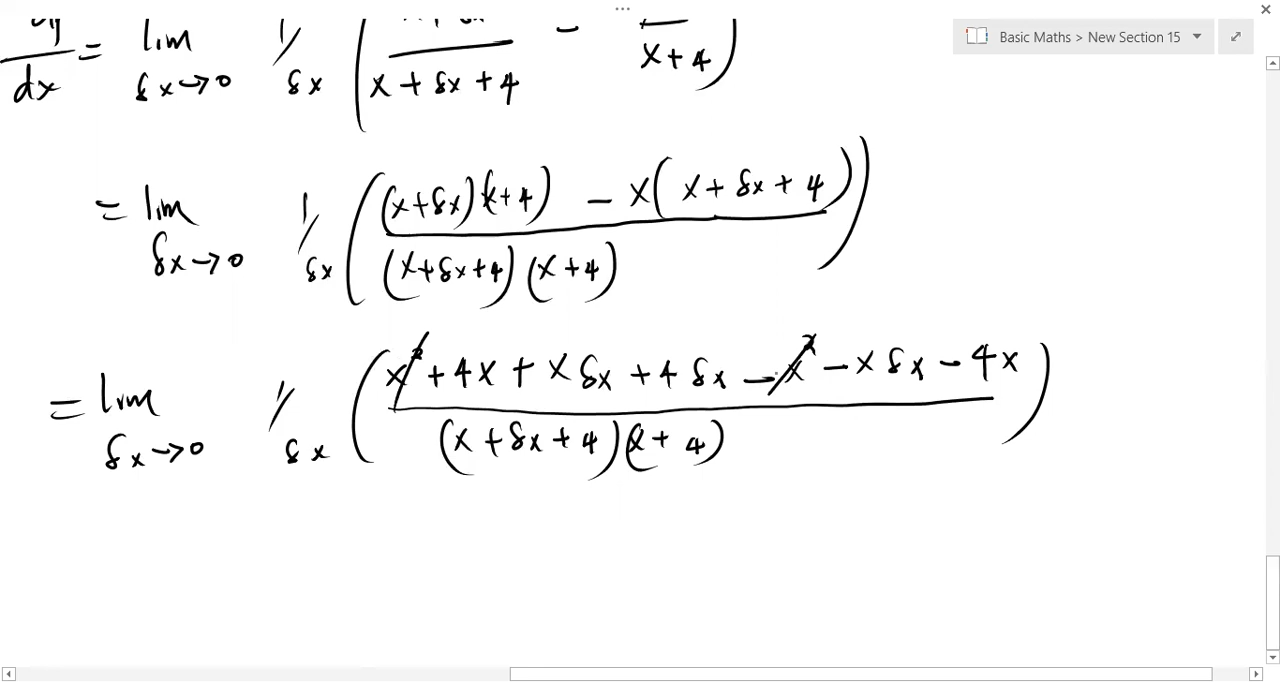 Basic Maths > New Section 15
dy/dx = lim δx→0 1/δx ( /(x + δx + 4) - /(x + 4) )
= lim δx→0 1/δx ( ((x+δx)(x+4) - x(x + δx + 4)) / ((x+δx+4)(x+4)) )
= lim δx→0 1/δx ( (x² + 4x + xδx + 4δx - x² - xδx - 4x) / ((x + δx + 4)(x + 4)) )